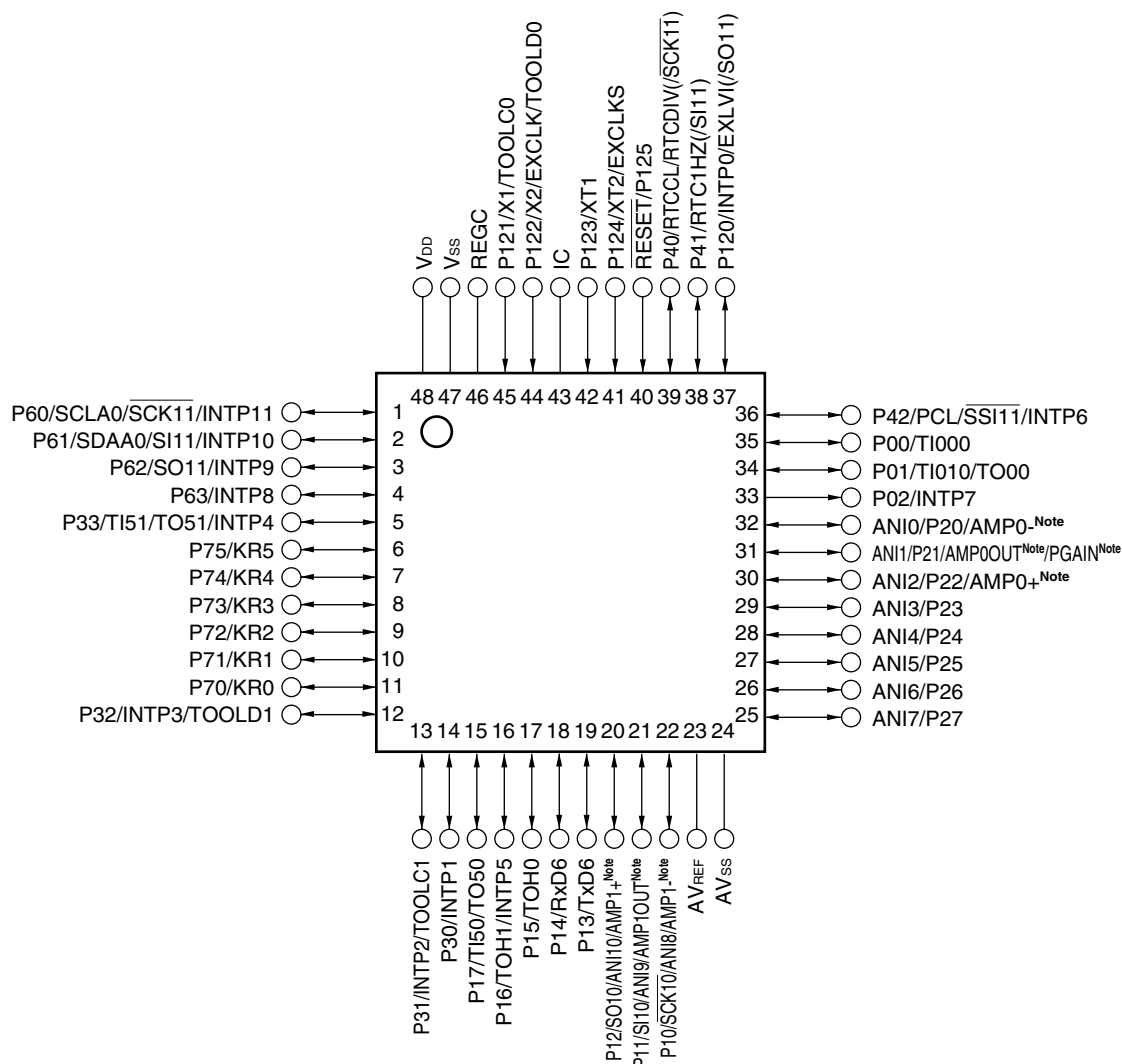 VDD
VSS
REGC
P121/X1/TOOLC0
P122/X2/EXCLK/TOOLD0
IC
P123/XT1
P124/XT2/EXCLKS
RESET/P125
P40/RTCCL/RTCDIV(/SCK11)
P41/RTC1HZ(/SI11)
P120/INTP0/EXLVI(/SO11)
48 47 46 45 44 43 42 41 40 39 38 37
P60/SCLA0/SCK11/INTP11 1
P61/SDAA0/SI11/INTP10 2
P62/SO11/INTP9 3
P63/INTP8 4
P33/TI51/TO51/INTP4 5
P75/KR5 6
P74/KR4 7
P73/KR3 8
P72/KR2 9
P71/KR1 10
P70/KR0 11
P32/INTP3/TOOLD1 12
36 P42/PCL/SSI11/INTP6
35 P00/TI000
34 P01/TI010/TO00
33 P02/INTP7
32 ANI0/P20/AMP0-Note
31 ANI1/P21/AMP0OUTNote/PGAINNote
30 ANI2/P22/AMP0+Note
29 ANI3/P23
28 ANI4/P24
27 ANI5/P25
26 ANI6/P26
25 ANI7/P27
13 14 15 16 17 18 19 20 21 22 23 24
P31/INTP2/TOOLC1
P30/INTP1
P17/TI50/TO50
P16/TOH1/INTP5
P15/TOH0
P14/RxD6
P13/TxD6
P12/SO10/ANI10/AMP1+Note
P11/SI10/ANI9/AMP1OUTNote
P10/SCK10/ANI8/AMP1-Note
AVREF
AVSS